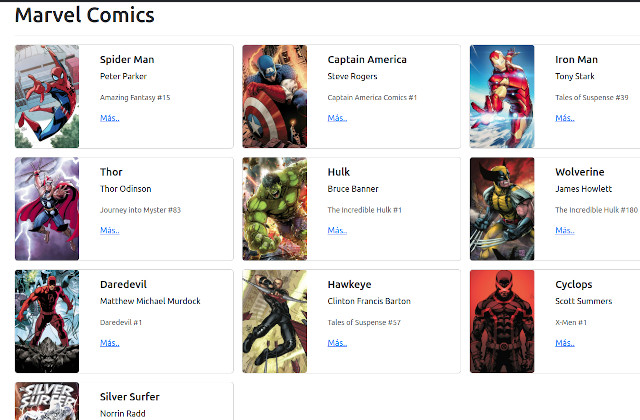 Marvel Comics
Spider Man
Peter Parker
Amazing Fantasy #15
Más..
Captain America
Steve Rogers
Captain America Comics #1
Más..
Iron Man
Tony Stark
Tales of Suspense #39
Más..
Thor
Thor Odinson
Journey into Myster #83
Más..
Hulk
Bruce Banner
The Incredible Hulk #1
Más..
Wolverine
James Howlett
The Incredible Hulk #180
Más..
Daredevil
Matthew Michael Murdock
Daredevil #1
Más..
Hawkeye
Clinton Francis Barton
Tales of Suspense #57
Más..
Cyclops
Scott Summers
X-Men #1
Más..
SILVER
SURFER
Silver Surfer
Norrin Radd